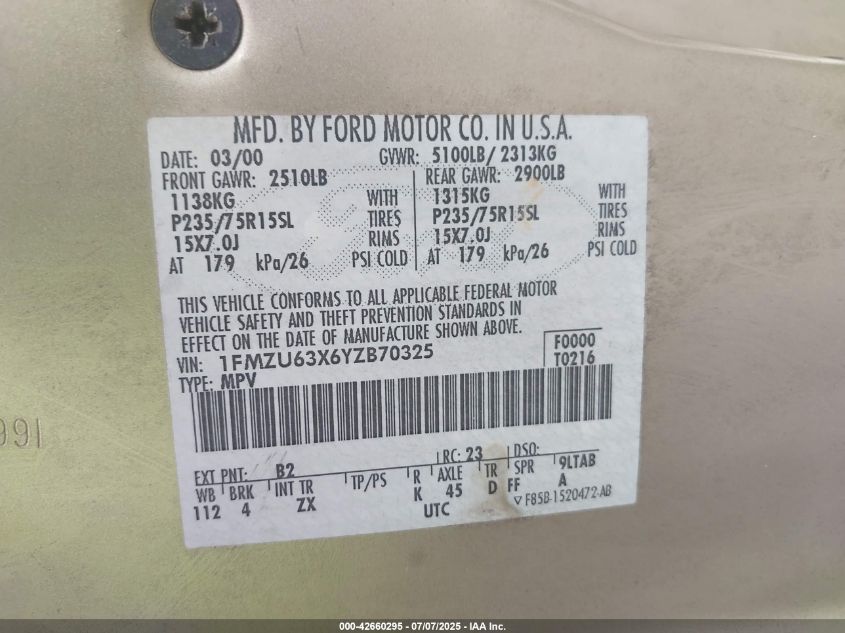 MFD. BY FORD MOTOR CO. IN U.S.A.
DATE: 03/00 GVWR: 5100LB/ 2313KG
FRONT GAWR: 2510LB REAR GAWR: 2900LB
1138KG WITH 1315KG WITH
P235/75R15SL TIRES P235/75R15SL TIRES
15X7.0J RIMS 15X7.0J RIMS
AT 179 kPa/26 PSI COLD AT 179 kPa/26 PSI COLD
THIS VEHICLE CONFORMS TO ALL APPLICABLE FEDERAL MOTOR
VEHICLE SAFETY AND THEFT PREVENTION STANDARDS IN
EFFECT ON THE DATE OF MANUFACTURE SHOWN ABOVE.
VIN: 1FMZU63X6YZB70325 F0000
TYPE: MPV T0216
EXT PNT: B2 RC: 23 DSO:
WB BRK INT TR TP/PS R AXLE TR SPR 9LTAB
112 4 ZX K 45 D FF A
UTC ▽ F85B-1520472-AB
166
000-42660295 - 07/07/2025 - IAA Inc.